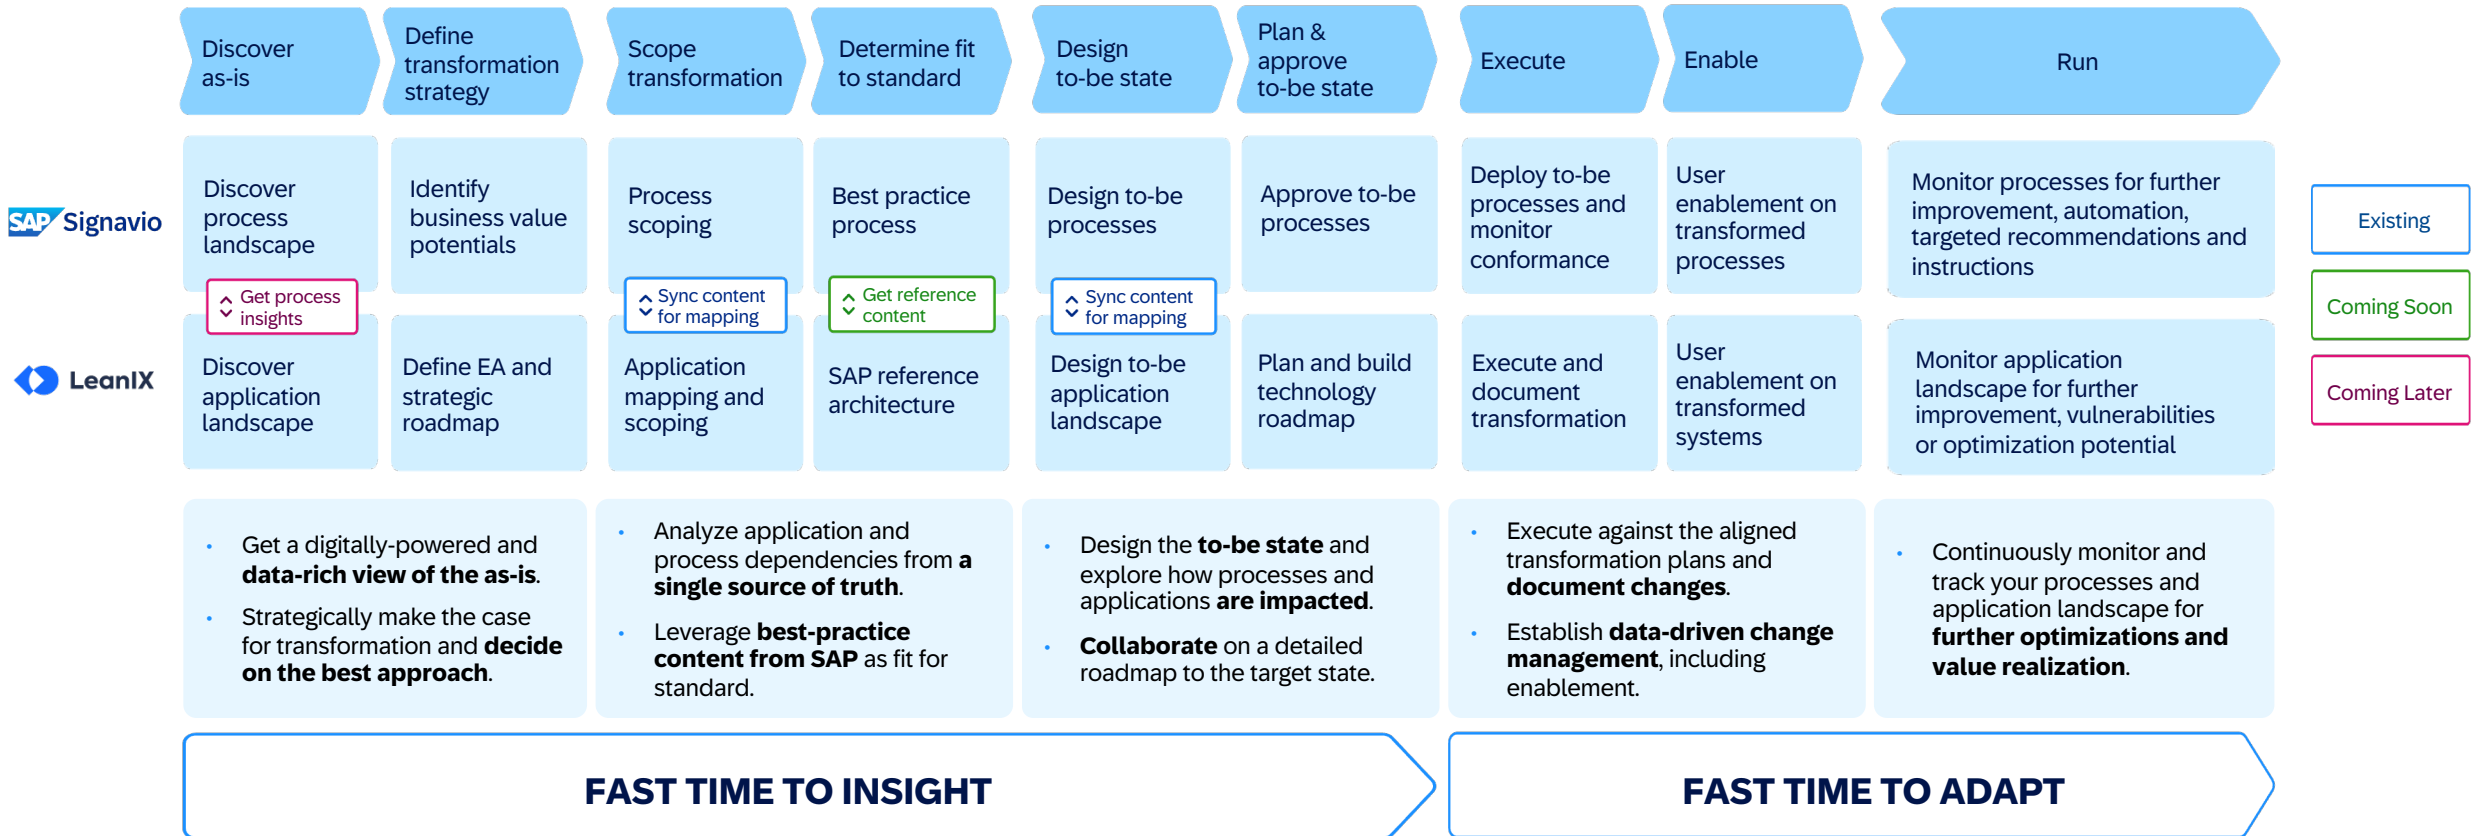 Discover
as-is
Define
transformation
strategy
Scope
transformation
Determine fit
to standard
Design
to-be state
Plan &
approve
to-be state
Execute
Enable
Run
SAP Signavio
Discover
process
landscape
Identify
business value
potentials
Process
scoping
Best practice
process
Design to-be
processes
Approve to-be
processes
Deploy to-be
processes and
monitor
conformance
User
enablement on
transformed
processes
Monitor processes for further
improvement, automation,
targeted recommendations and
instructions
Existing
Coming Soon
Coming Later
Get process
insights
Sync content
for mapping
Get reference
content
Sync content
for mapping
LeanIX
Discover
application
landscape
Define EA and
strategic
roadmap
Application
mapping and
scoping
SAP reference
architecture
Design to-be
application
landscape
Plan and build
technology
roadmap
Execute and
document
transformation
User
enablement on
transformed
systems
Monitor application
landscape for further
improvement, vulnerabilities
or optimization potential
• Get a digitally-powered and
data-rich view of the as-is.
• Strategically make the case
for transformation and decide
on the best approach.
• Analyze application and
process dependencies from a
single source of truth.
• Leverage best-practice
content from SAP as fit for
standard.
• Design the to-be state and
explore how processes and
applications are impacted.
• Collaborate on a detailed
roadmap to the target state.
• Execute against the aligned
transformation plans and
document changes.
• Establish data-driven change
management, including
enablement.
• Continuously monitor and
track your processes and
application landscape for
further optimizations and
value realization.
FAST TIME TO INSIGHT
FAST TIME TO ADAPT